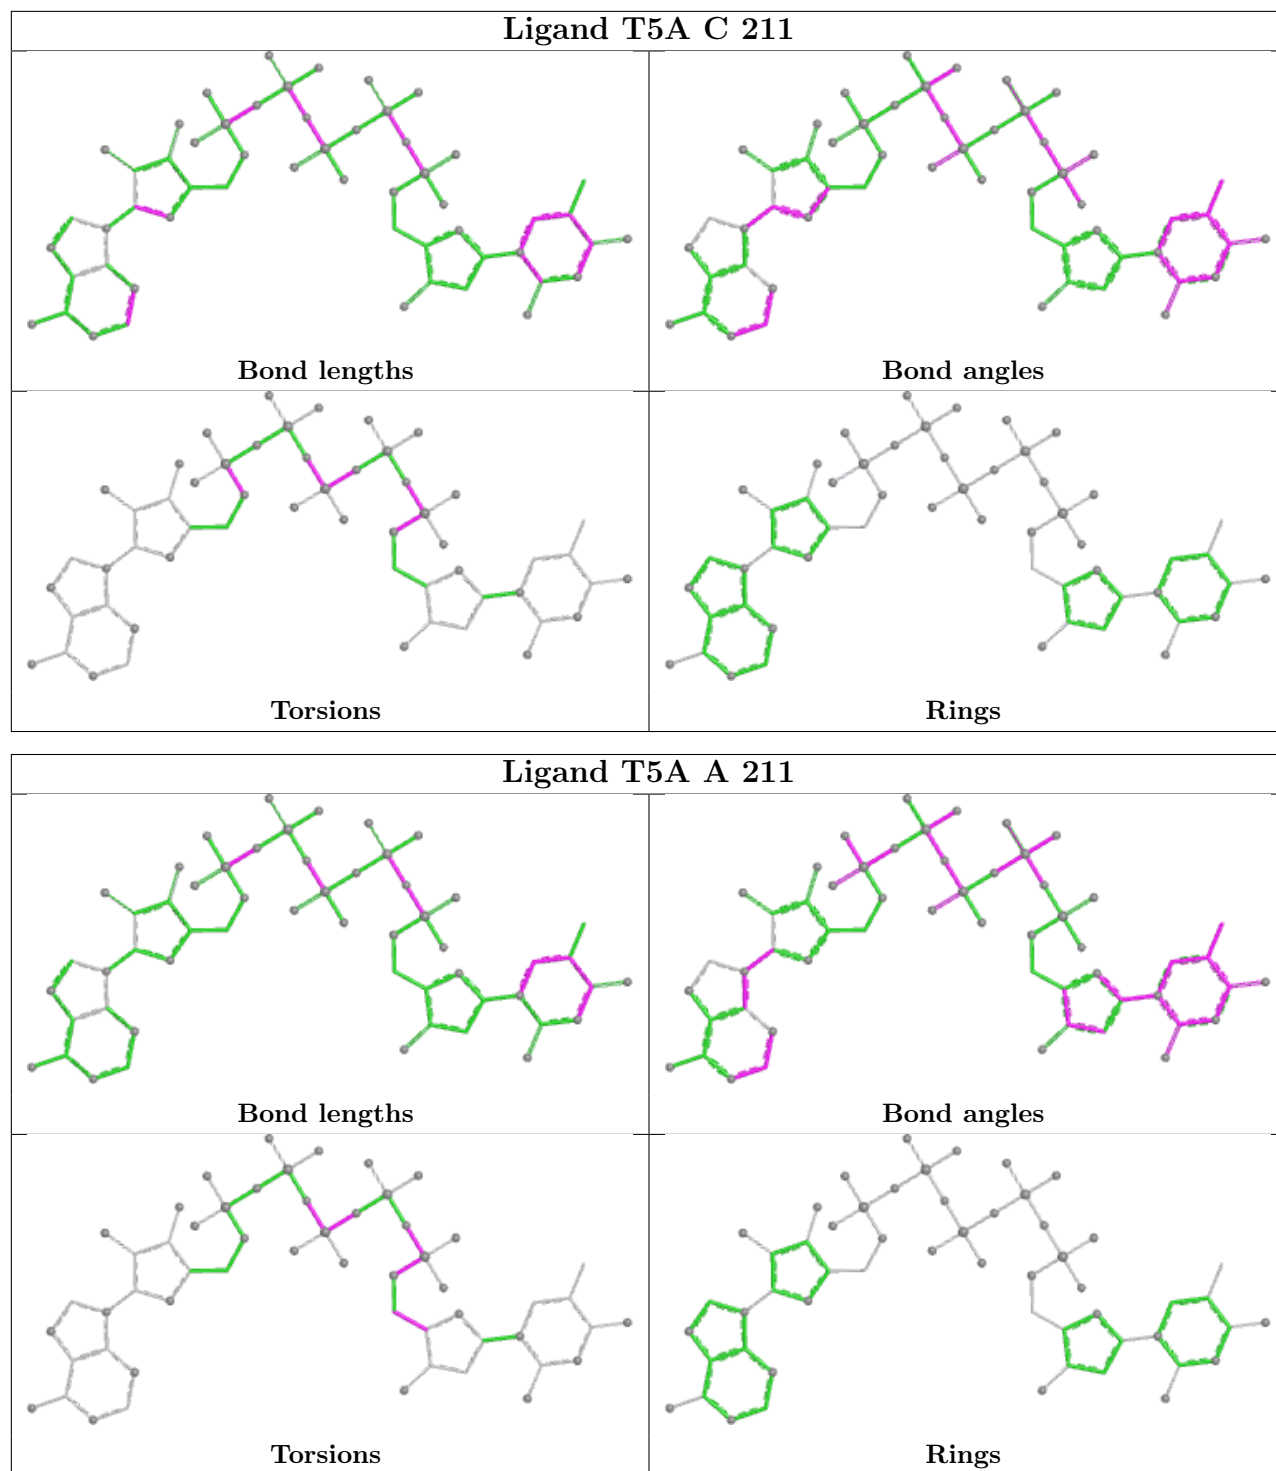 Ligand T5A C 211
Bond lengths
Bond angles
Torsions
Rings
Ligand T5A A 211
Bond lengths
Bond angles
Torsions
Rings